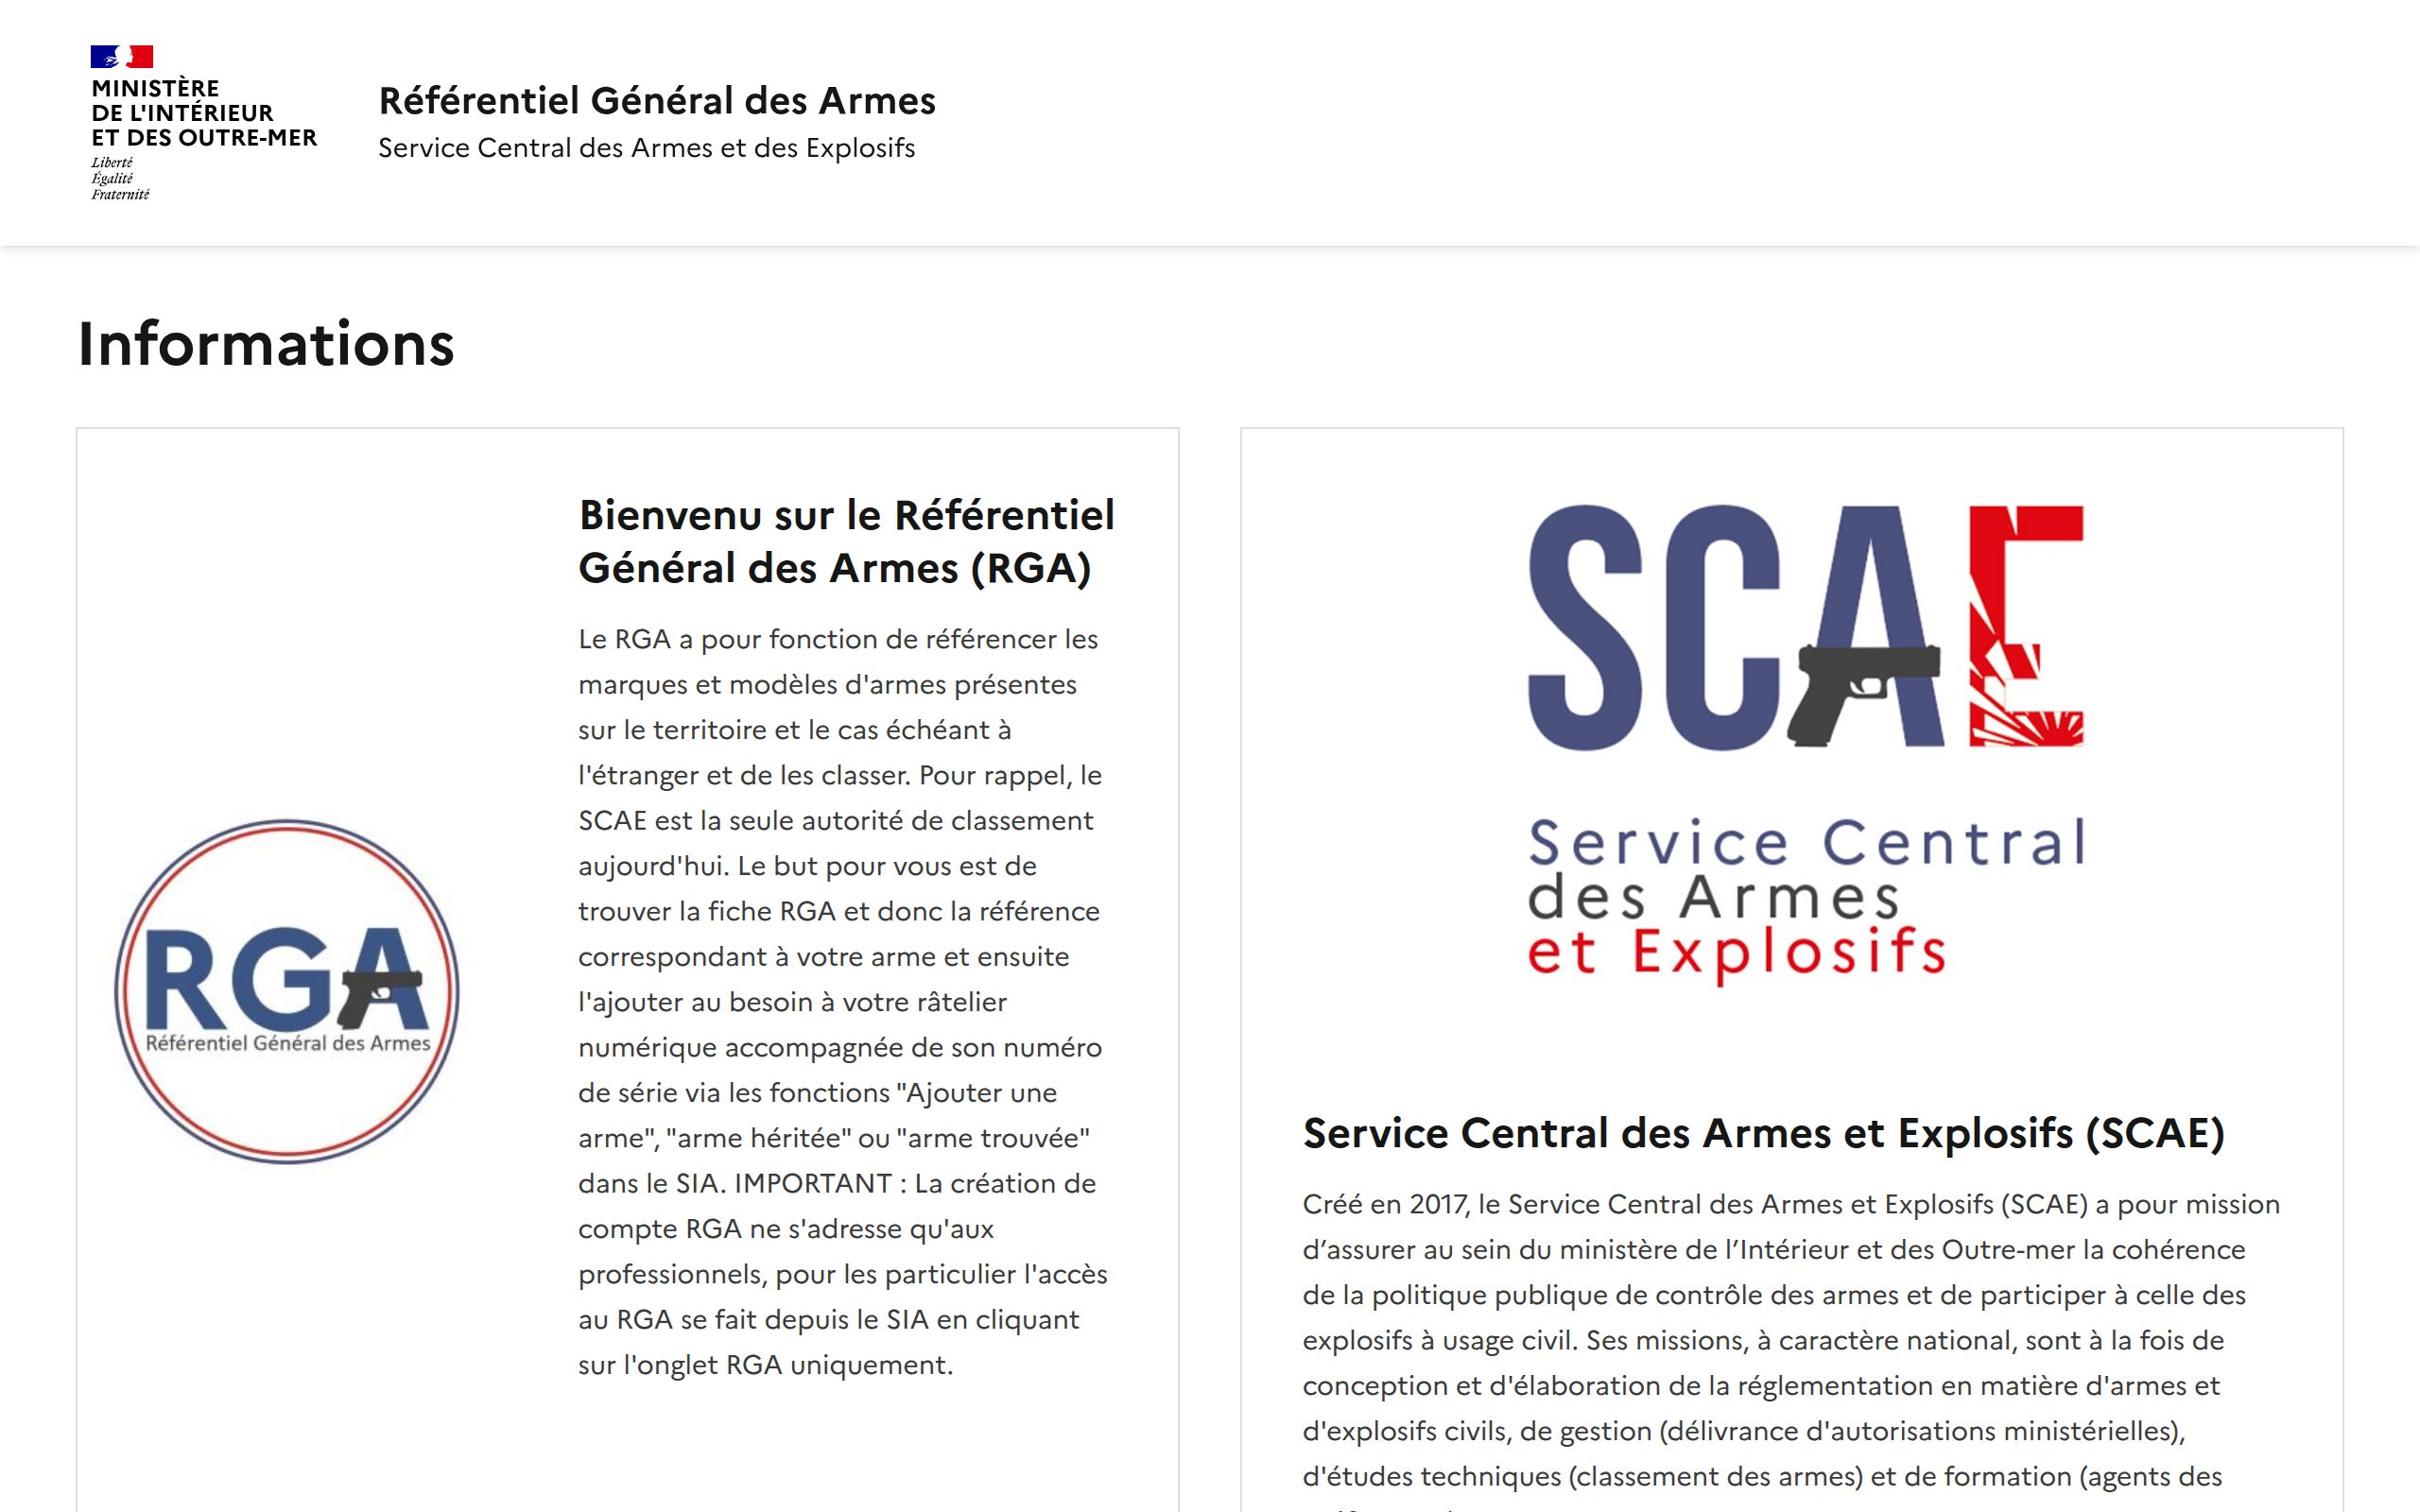 MINISTÈRE
DE L'INTÉRIEUR
ET DES OUTRE-MER
Liberté
Égalité
Fraternité
Référentiel Général des Armes
Service Central des Armes et des Explosifs
Informations
RGA
Référentiel Général des Armes
Bienvenu sur le Référentiel
Général des Armes (RGA)
Le RGA a pour fonction de référencer les
marques et modèles d'armes présentes
sur le territoire et le cas échéant à
l'étranger et de les classer. Pour rappel, le
SCAE est la seule autorité de classement
aujourd'hui. Le but pour vous est de
trouver la fiche RGA et donc la référence
correspondant à votre arme et ensuite
l'ajouter au besoin à votre râtelier
numérique accompagnée de son numéro
de série via les fonctions "Ajouter une
arme", "arme héritée" ou "arme trouvée"
dans le SIA. IMPORTANT : La création de
compte RGA ne s'adresse qu'aux
professionnels, pour les particulier l'accès
au RGA se fait depuis le SIA en cliquant
sur l'onglet RGA uniquement.
SCAE
Service Central
des Armes
et Explosifs
Service Central des Armes et Explosifs (SCAE)
Créé en 2017, le Service Central des Armes et Explosifs (SCAE) a pour mission
d’assurer au sein du ministère de l’Intérieur et des Outre-mer la cohérence
de la politique publique de contrôle des armes et de participer à celle des
explosifs à usage civil. Ses missions, à caractère national, sont à la fois de
conception et d'élaboration de la réglementation en matière d'armes et
d'explosifs civils, de gestion (délivrance d'autorisations ministérielles),
d'études techniques (classement des armes) et de formation (agents des